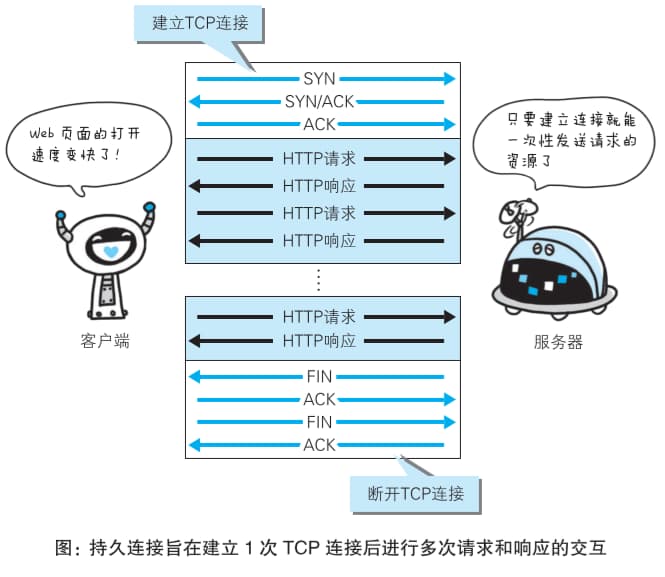 建立TCP连接
SYN
SYN/ACK
ACK
Web 页面的打开
速度变快了！
只要建立连接就能
一次性发送请求的
资源了
HTTP请求
HTTP响应
HTTP请求
HTTP响应
HTTP请求
HTTP响应
客户端
服务器
FIN
ACK
FIN
ACK
断开TCP连接
图：持久连接旨在建立 1 次 TCP 连接后进行多次请求和响应的交互